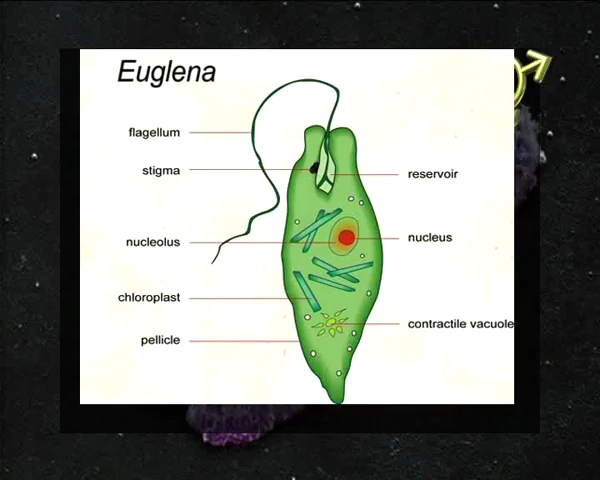 Euglena
flagellum
stigma
reservoir
nucleolus
nucleus
chloroplast
contractile vacuole
pellicle